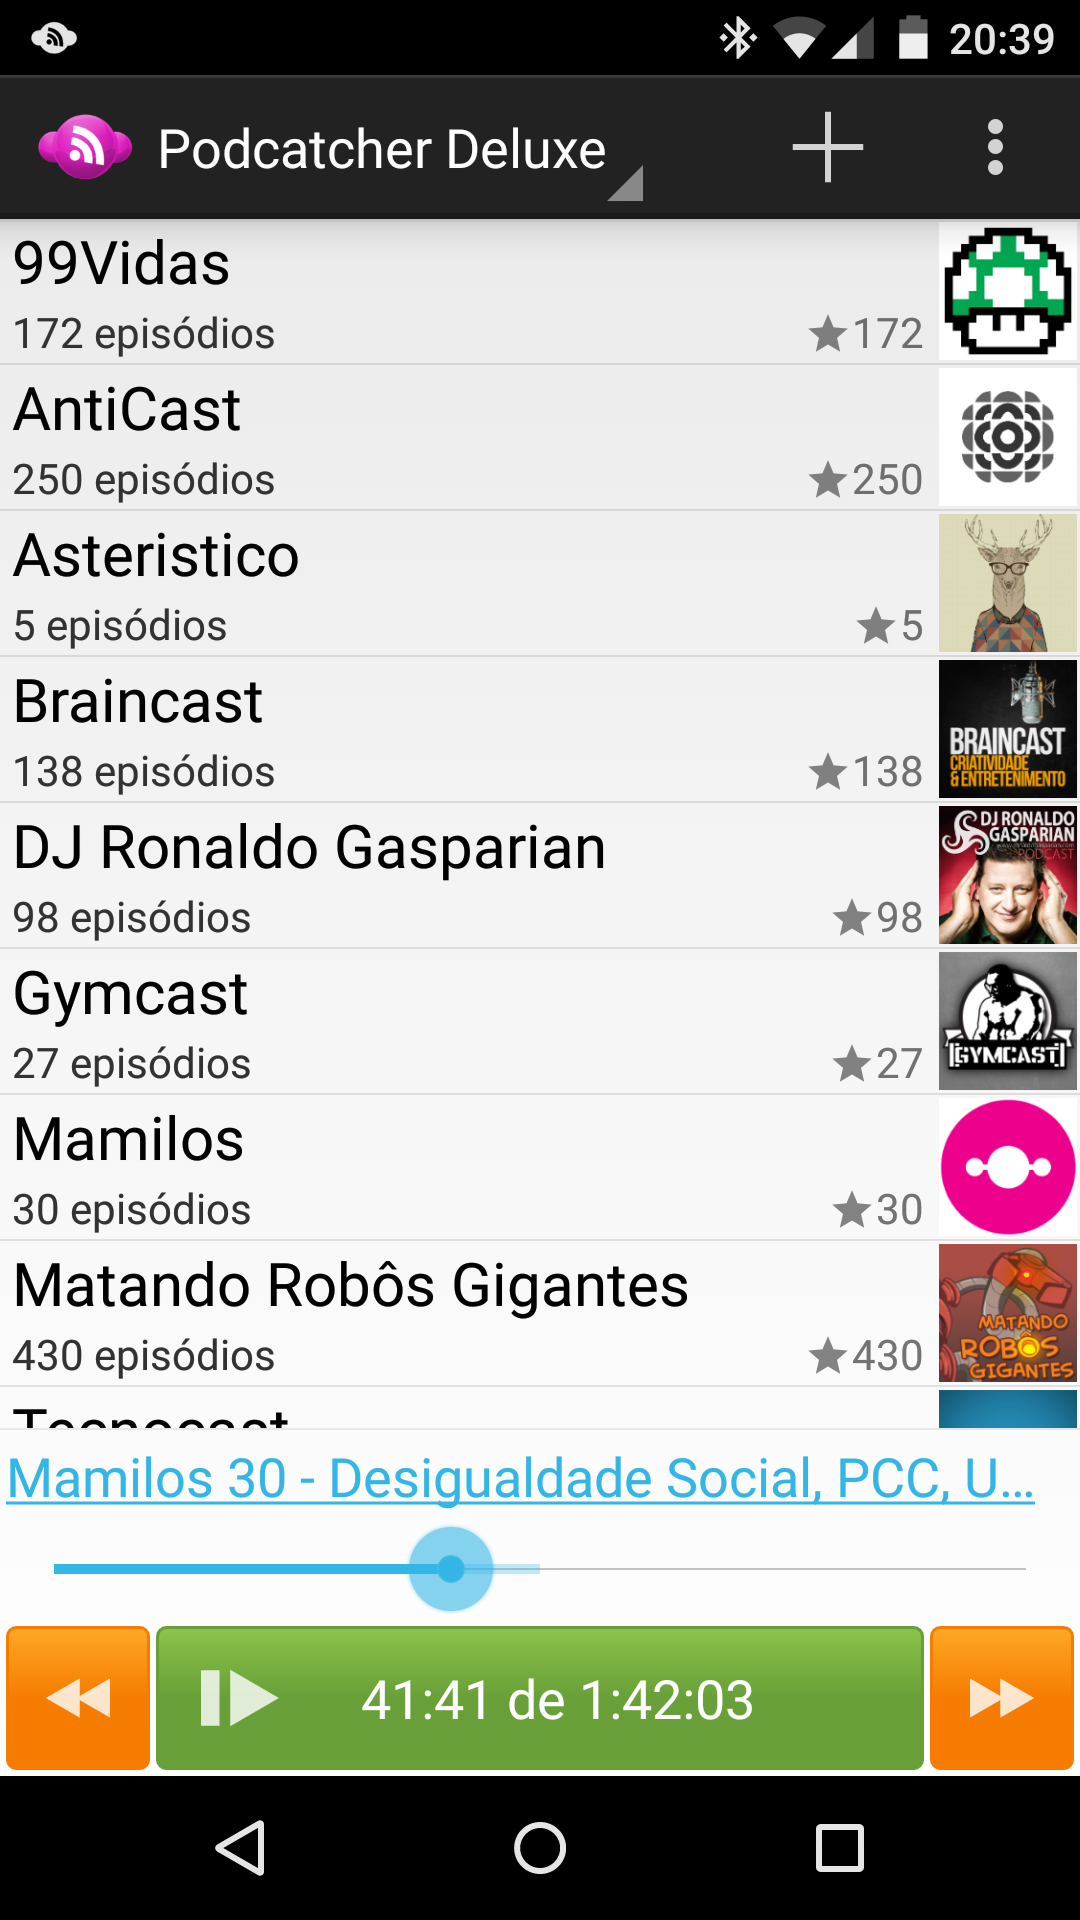 20:39
Podcatcher Deluxe
99Vidas
172 episódios
172
AntiCast
250 episódios
250
Asteristico
5 episódios
5
Braincast
138 episódios
138
BRAINCAST
CRIATIVIDADE
& ENTRETENIMENTO
DJ Ronaldo Gasparian
98 episódios
98
DJ RONALDO
GASPARIAN
PODCAST
Gymcast
27 episódios
27
GYMCAST
Mamilos
30 episódios
30
Matando Robôs Gigantes
430 episódios
430
MATANDO
ROBÔS
GIGANTES
Tecnocast
Mamilos 30 - Desigualdade Social, PCC, U...
41:41 de 1:42:03